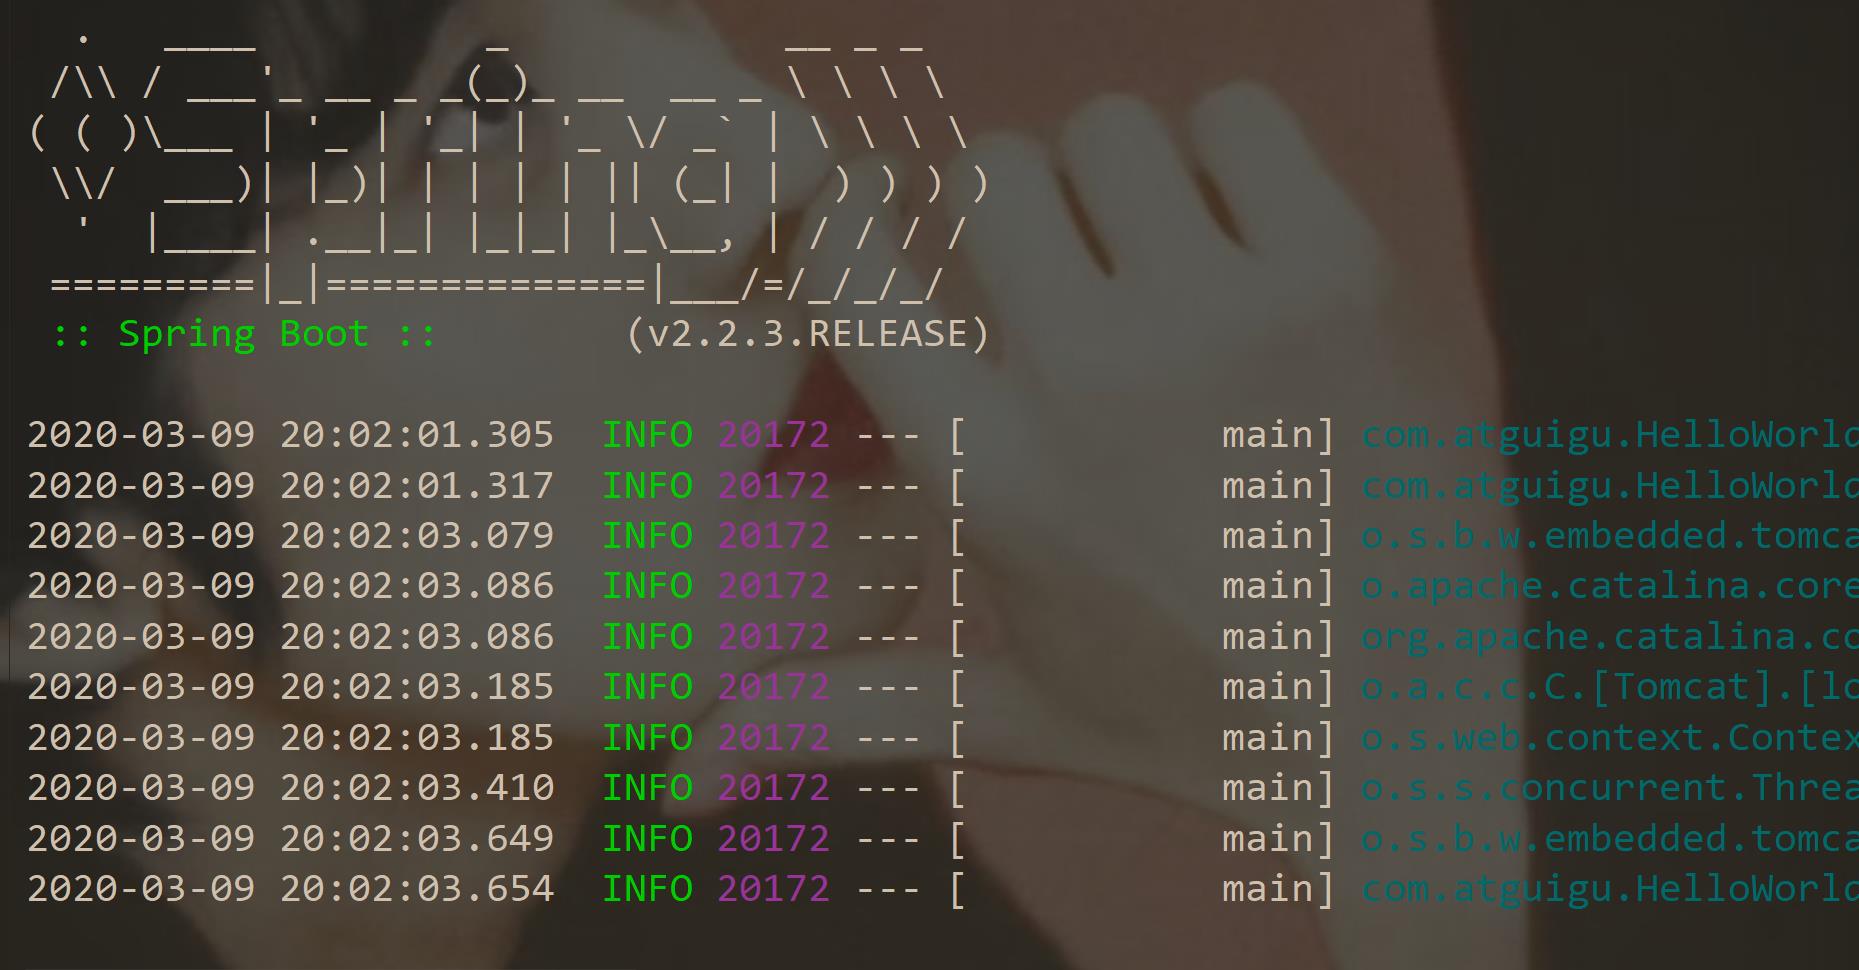 .   ____          _            __ _ _
 /\\ / ___'_ __ _ _(_)_ __  __ _ \ \ \ \
( ( )\___ | '_ | '_| | '_ \/ _` | \ \ \ \
 \\/  ___)| |_)| | | | | || (_| |  ) ) ) )
  '  |____| .__|_| |_|_| |_\__, | / / / /
 =========|_|==============|___/=/_/_/_/
 :: Spring Boot ::        (v2.2.3.RELEASE)
2020-03-09 20:02:01.305  INFO 20172 --- [           main] com.atguigu.HelloWorld
2020-03-09 20:02:01.317  INFO 20172 --- [           main] com.atguigu.HelloWorld
2020-03-09 20:02:03.079  INFO 20172 --- [           main] o.s.b.w.embedded.tomca
2020-03-09 20:02:03.086  INFO 20172 --- [           main] o.apache.catalina.core
2020-03-09 20:02:03.086  INFO 20172 --- [           main] org.apache.catalina.co
2020-03-09 20:02:03.185  INFO 20172 --- [           main] o.a.c.c.C.[Tomcat].[lo
2020-03-09 20:02:03.185  INFO 20172 --- [           main] o.s.web.context.Contex
2020-03-09 20:02:03.410  INFO 20172 --- [           main] o.s.s.concurrent.Threa
2020-03-09 20:02:03.649  INFO 20172 --- [           main] o.s.b.w.embedded.tomca
2020-03-09 20:02:03.654  INFO 20172 --- [           main] com.atguigu.HelloWorld